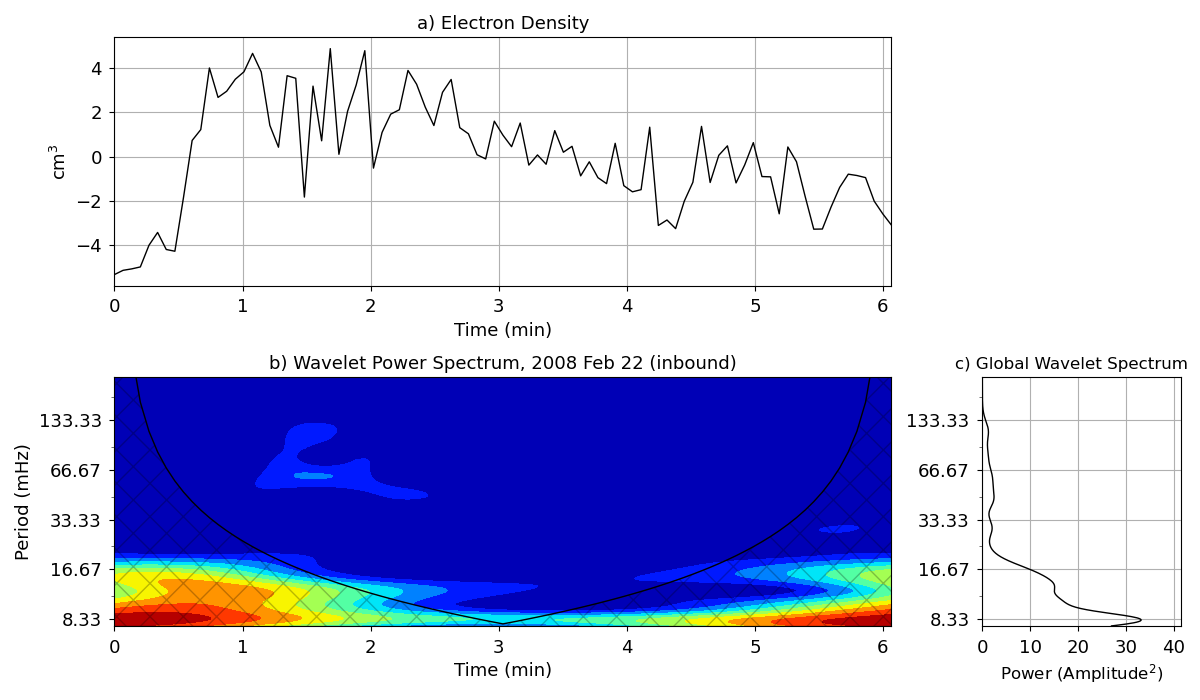 a) Electron Density
4
2
0
−2
−4
cm³
0 1 2 3 4 5 6
Time (min)
b) Wavelet Power Spectrum, 2008 Feb 22 (inbound)
133.33
66.67
33.33
16.67
8.33
Period (mHz)
0 1 2 3 4 5 6
Time (min)
c) Global Wavelet Spectrum
133.33
66.67
33.33
16.67
8.33
0 10 20 30 40
Power (Amplitude²)